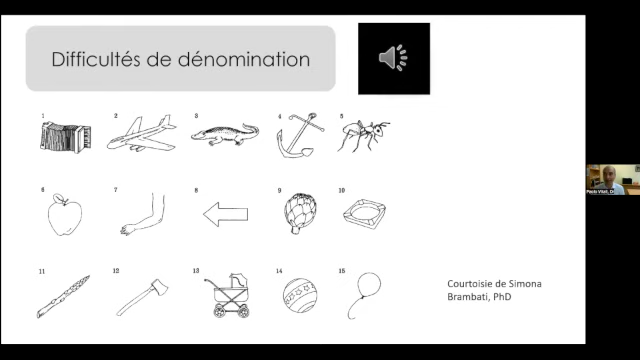 Difficultés de dénomination
1 2 3 4 5
6 7 8 9 10
11 12 13 14 15
Courtoisie de Simona
Brambati, PhD